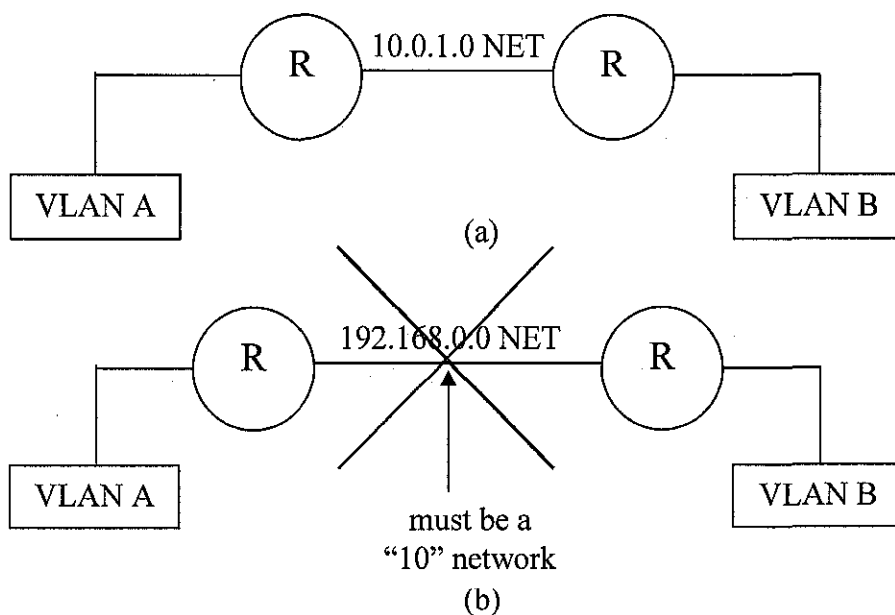 R
10.0.1.0 NET
R
VLAN A
VLAN B
(a)
R
192.168.0.0 NET
R
VLAN A
VLAN B
must be a
“10” network
(b)